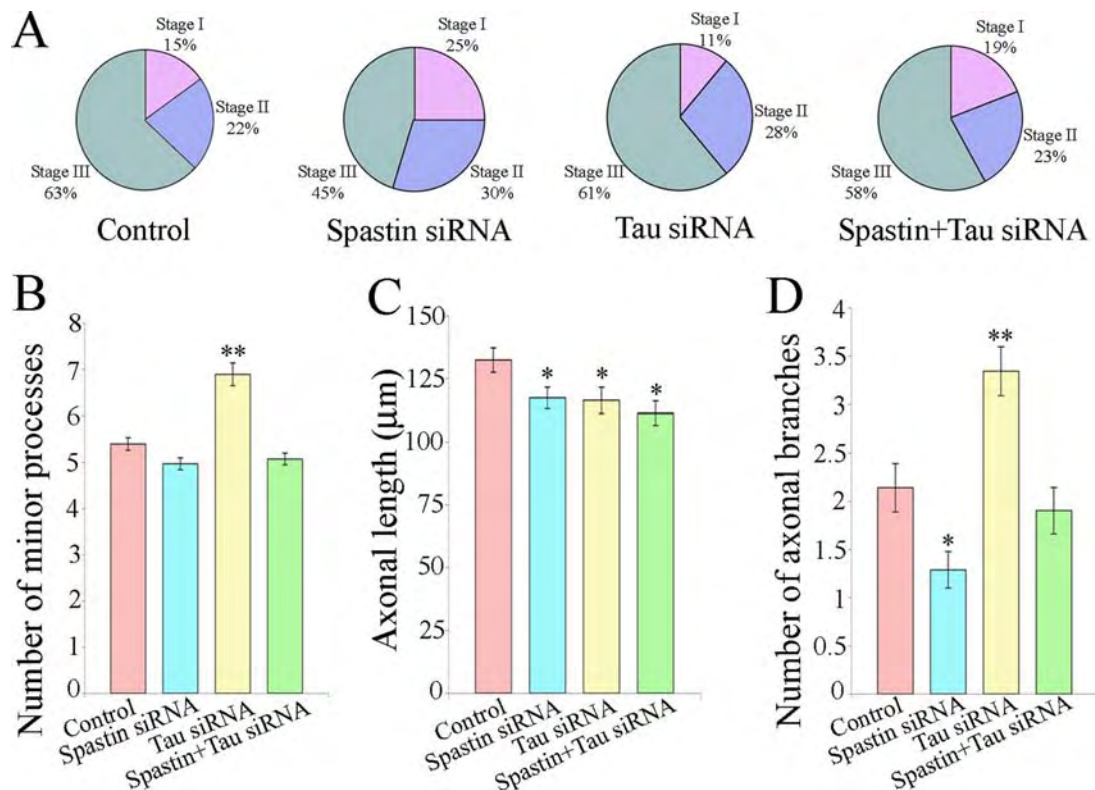 A
Stage I
15%
Stage II
22%
Stage III
63%
Control
Stage I
25%
Stage II
30%
Stage III
45%
Spastin siRNA
Stage I
11%
Stage II
28%
Stage III
61%
Tau siRNA
Stage I
19%
Stage II
23%
Stage III
58%
Spastin+Tau siRNA
B
Number of minor processes
8
7
6
5
4
3
2
1
0
**
Control
Spastin siRNA
Tau siRNA
Spastin+Tau siRNA
C
Axonal length (µm)
150
125
100
75
50
25
0
*
*
*
Control
Spastin siRNA
Tau siRNA
Spastin+Tau siRNA
D
Number of axonal branches
4
3.5
3
2.5
2
1.5
1
0.5
0
*
**
Control
Spastin siRNA
Tau siRNA
Spastin+Tau siRNA